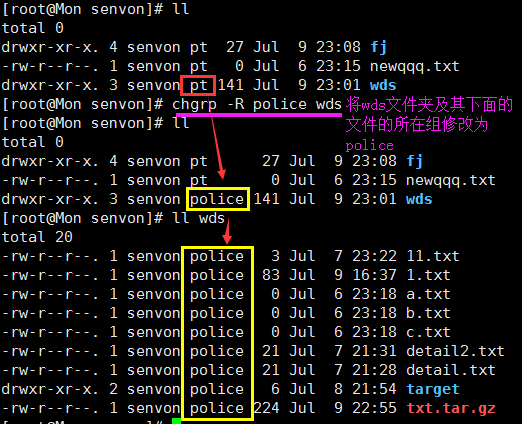 [root@Mon senvon]# ll
total 0
drwxr-xr-x. 4 senvon pt  27 Jul  9 23:08 fj
-rw-r--r--. 1 senvon pt   0 Jul  6 23:15 newqqq.txt
drwxr-xr-x. 3 senvon pt 141 Jul  9 23:01 wds
[root@Mon senvon]# chgrp -R police wds
将wds文件夹及其下面的
文件的所在组修改为
police
[root@Mon senvon]# ll
total 0
drwxr-xr-x. 4 senvon pt      27 Jul  9 23:08 fj
-rw-r--r--. 1 senvon pt       0 Jul  6 23:15 newqqq.txt
drwxr-xr-x. 3 senvon police 141 Jul  9 23:01 wds
[root@Mon senvon]# ll wds
total 20
-rw-r--r--. 1 senvon police   3 Jul  7 23:22 11.txt
-rw-r--r--. 1 senvon police  83 Jul  9 16:37 1.txt
-rw-r--r--. 1 senvon police   0 Jul  6 23:18 a.txt
-rw-r--r--. 1 senvon police   0 Jul  6 23:18 b.txt
-rw-r--r--. 1 senvon police   0 Jul  6 23:18 c.txt
-rw-r--r--. 1 senvon police  21 Jul  7 21:31 detail2.txt
-rw-r--r--. 1 senvon police  21 Jul  7 21:28 detail.txt
drwxr-xr-x. 2 senvon police   6 Jul  8 21:54 target
-rw-r--r--. 1 senvon police 224 Jul  9 22:55 txt.tar.gz
[root@Mon senvon]#